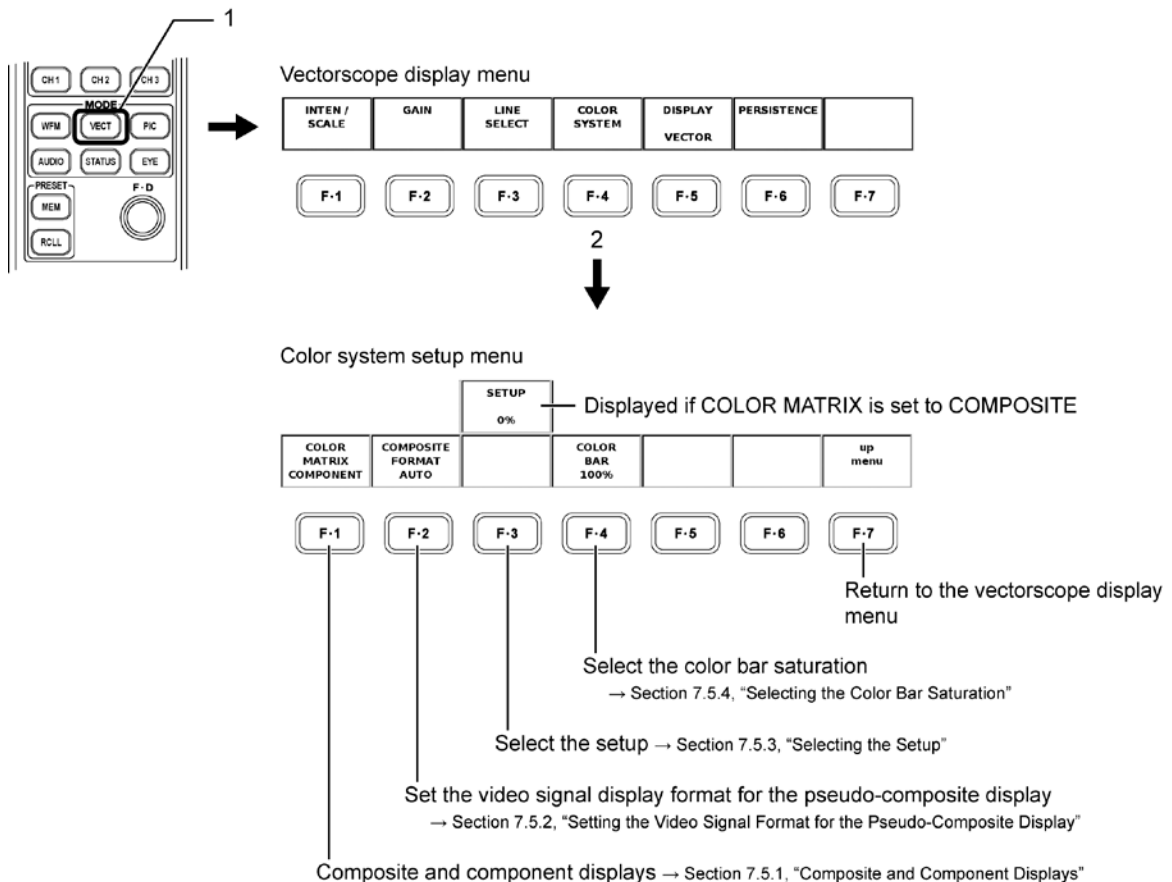 1
CH 1 CH 2 CH 3
MODE
WFM VECT PIC
AUDIO STATUS EYE
PRESET F·D
MEM
RCLL
Vectorscope display menu
INTEN / SCALE
GAIN
LINE SELECT
COLOR SYSTEM
DISPLAY VECTOR
PERSISTENCE
F·1 F·2 F·3 F·4 F·5 F·6 F·7
2
Color system setup menu
SETUP 0%
Displayed if COLOR MATRIX is set to COMPOSITE
COLOR MATRIX COMPONENT
COMPOSITE FORMAT AUTO
COLOR BAR 100%
up menu
F·1 F·2 F·3 F·4 F·5 F·6 F·7
Return to the vectorscope display
menu
Select the color bar saturation
→ Section 7.5.4, “Selecting the Color Bar Saturation”
Select the setup → Section 7.5.3, “Selecting the Setup”
Set the video signal display format for the pseudo-composite display
→ Section 7.5.2, “Setting the Video Signal Format for the Pseudo-Composite Display”
Composite and component displays → Section 7.5.1, “Composite and Component Displays”